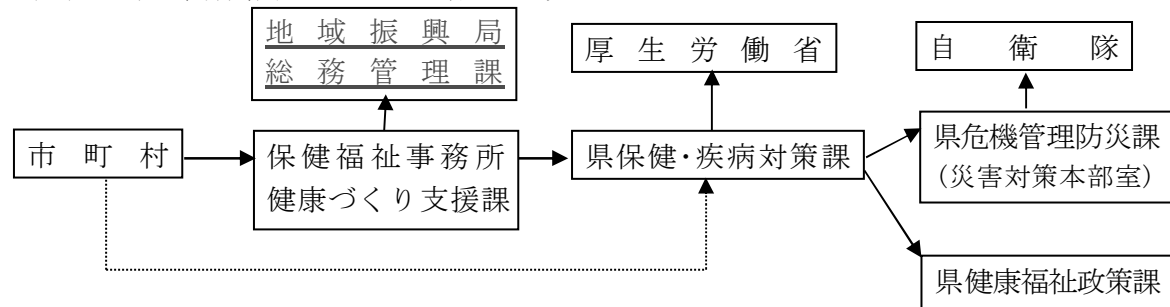 地域振興局
総務管理課
厚生労働省
自衛隊
市町村
保健福祉事務所
健康づくり支援課
県保健・疾病対策課
県危機管理防災課
（災害対策本部室）
県健康福祉政策課